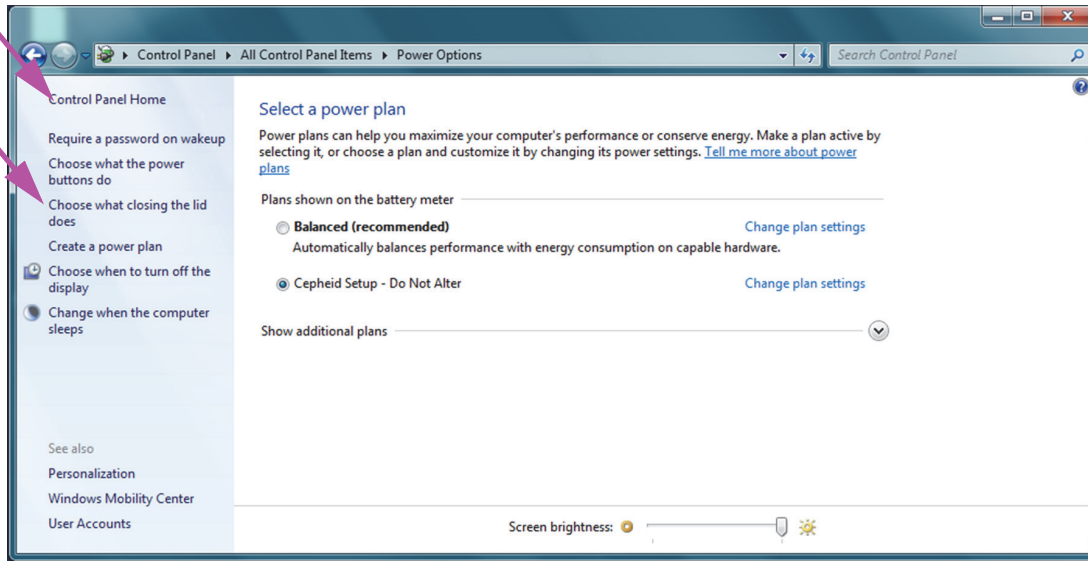 Control Panel All Control Panel Items Power Options
Search Control Panel
Control Panel Home
Require a password on wakeup
Choose what the power
buttons do
Choose what closing the lid
does
Create a power plan
Choose when to turn off the
display
Change when the computer
sleeps
See also
Personalization
Windows Mobility Center
User Accounts
Select a power plan
Power plans can help you maximize your computer's performance or conserve energy. Make a plan active by
selecting it, or choose a plan and customize it by changing its power settings. Tell me more about power
plans
Plans shown on the battery meter
Balanced (recommended) Change plan settings
Automatically balances performance with energy consumption on capable hardware.
Cepheid Setup - Do Not Alter Change plan settings
Show additional plans
Screen brightness: